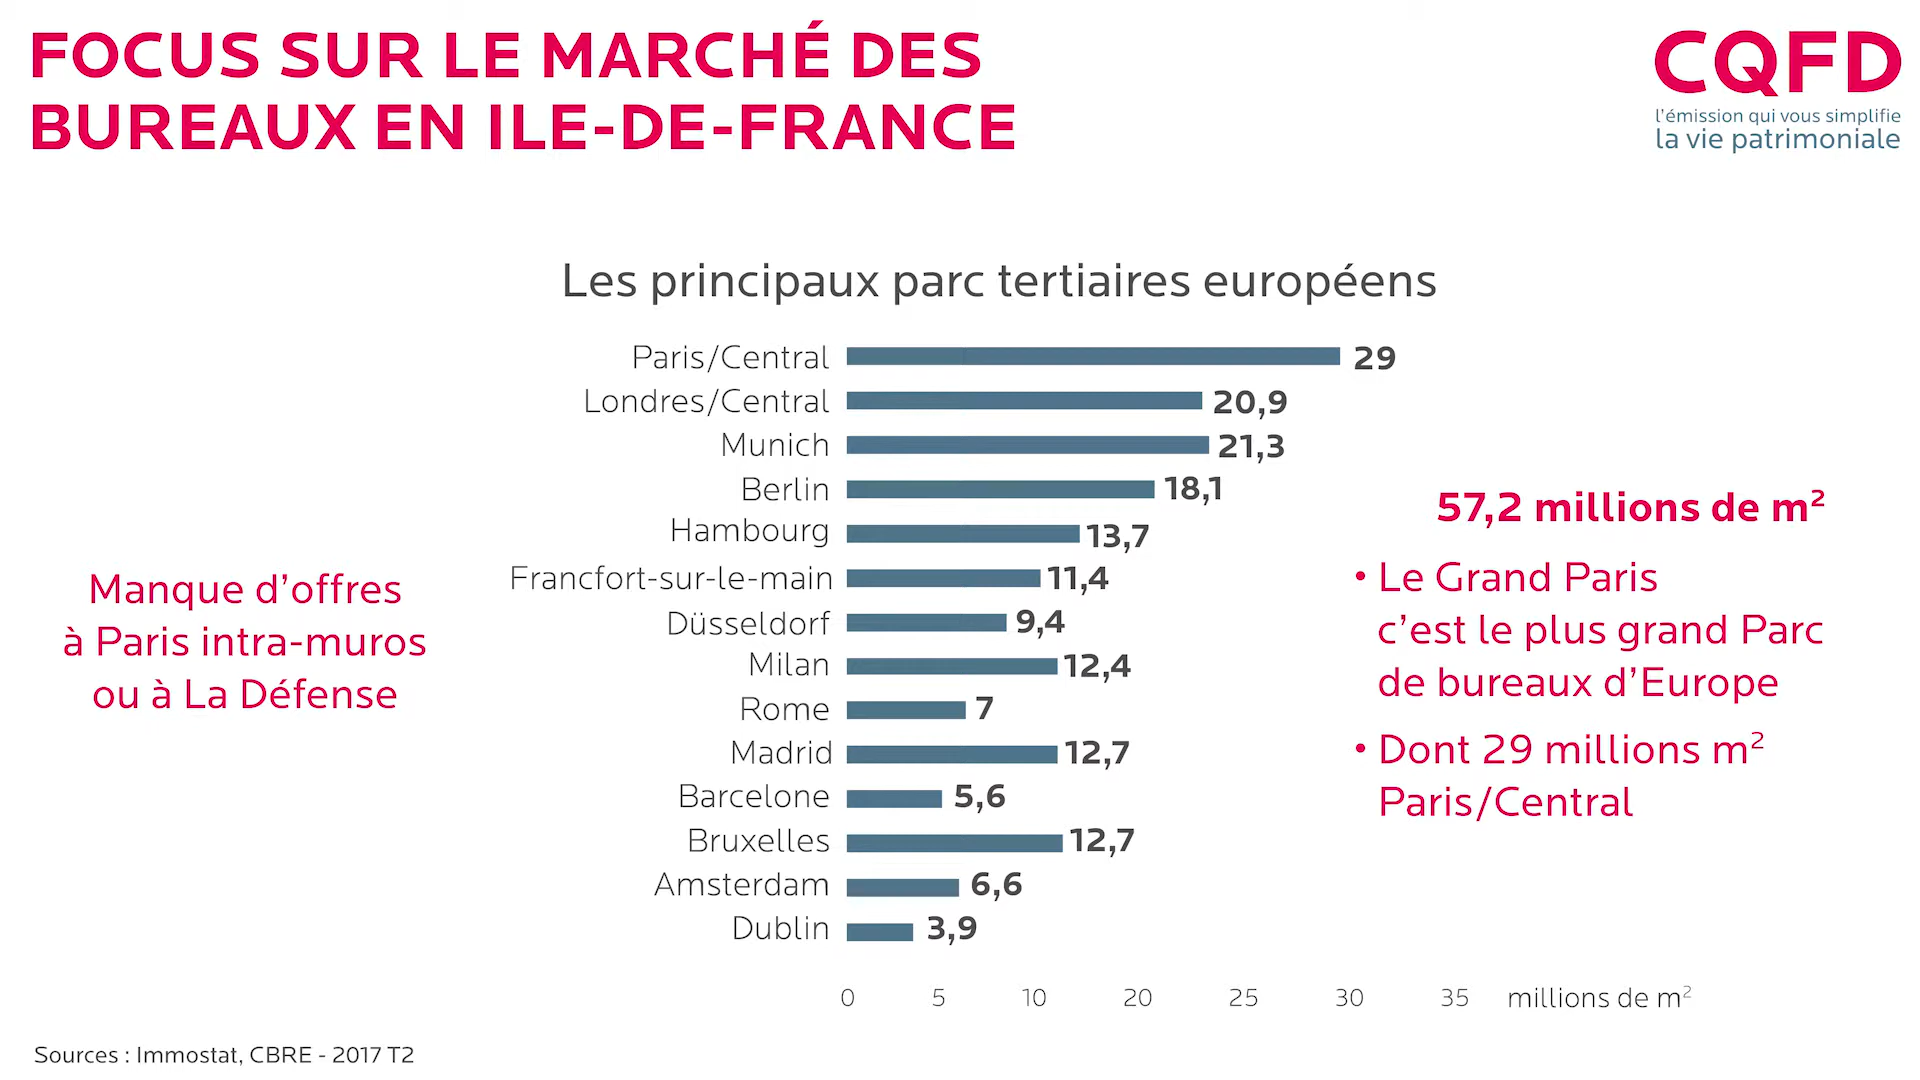 FOCUS SUR LE MARCHÉ DES
BUREAUX EN ILE-DE-FRANCE
CQFD
l'émission qui vous simplifie
la vie patrimoniale
Les principaux parc tertiaires européens
Paris/Central 29
Londres/Central 20,9
Munich 21,3
Berlin 18,1
Hambourg 13,7
Francfort-sur-le-main 11,4
Düsseldorf 9,4
Milan 12,4
Rome 7
Madrid 12,7
Barcelone 5,6
Bruxelles 12,7
Amsterdam 6,6
Dublin 3,9
0 5 10 20 25 30 35 millions de m²
Manque d'offres
à Paris intra-muros
ou à La Défense
57,2 millions de m²
• Le Grand Paris
c'est le plus grand Parc
de bureaux d'Europe
• Dont 29 millions m²
Paris/Central
Sources : Immostat, CBRE - 2017 T2